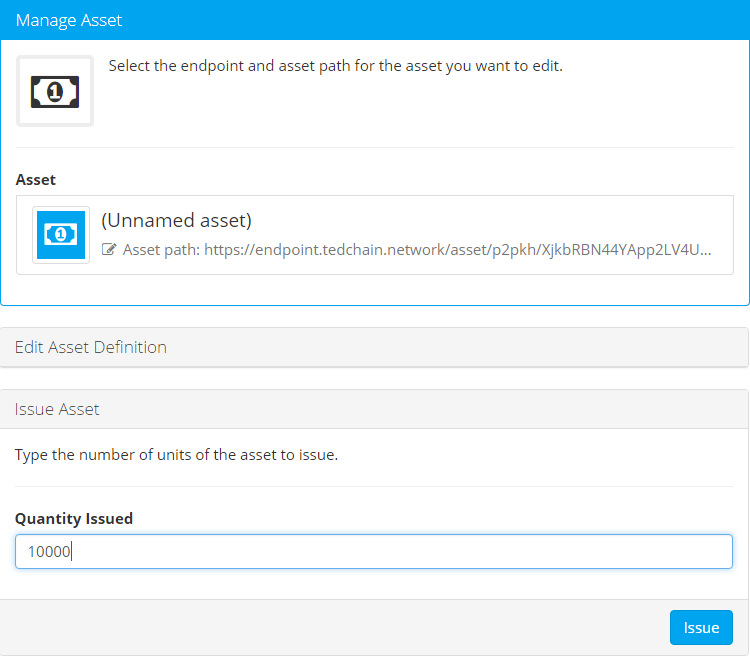 Manage Asset
Select the endpoint and asset path for the asset you want to edit.
1
Asset
1
(Unnamed asset)
Asset path: https://endpoint.tedchain.network/asset/p2pkh/XjkbRBN44YApp2LV4U...
Edit Asset Definition
Issue Asset
Type the number of units of the asset to issue.
Quantity Issued
10000
Issue